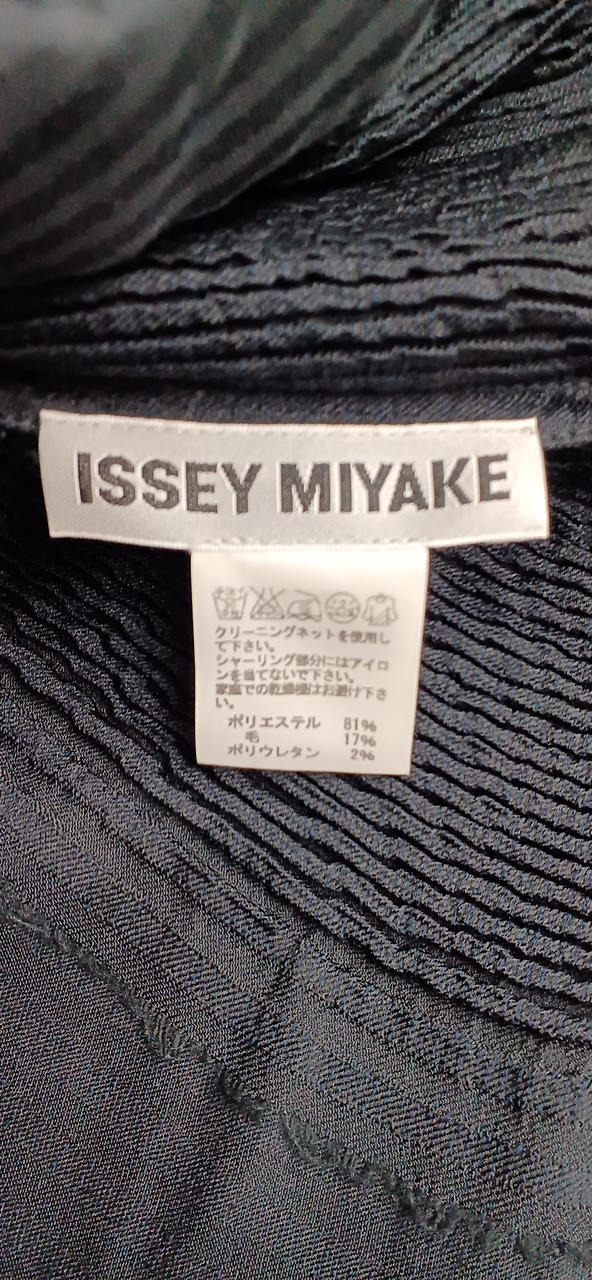 ISSEY MIYAKE
クリーニングネットを使用し
て下さい。
シャーリング部分にはアイロ
ンを当てないで下さい。
家庭での乾燥機はお避け下さ
い。
ポリエステル 81%
毛 17%
ポリウレタン 2%